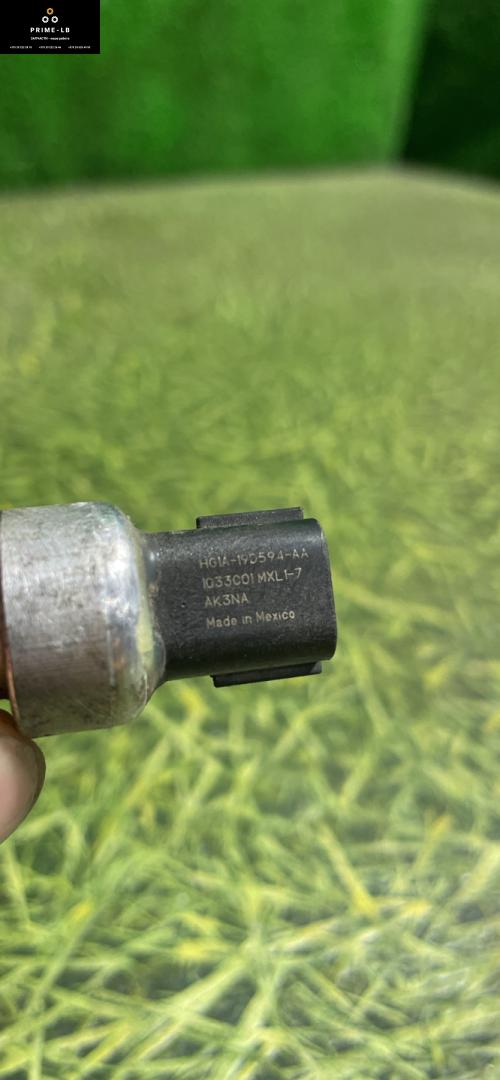 PRIME-LB
HG1A-19D594-AA
1033C01 MXL1-7
AK3NA
Made in Mexico